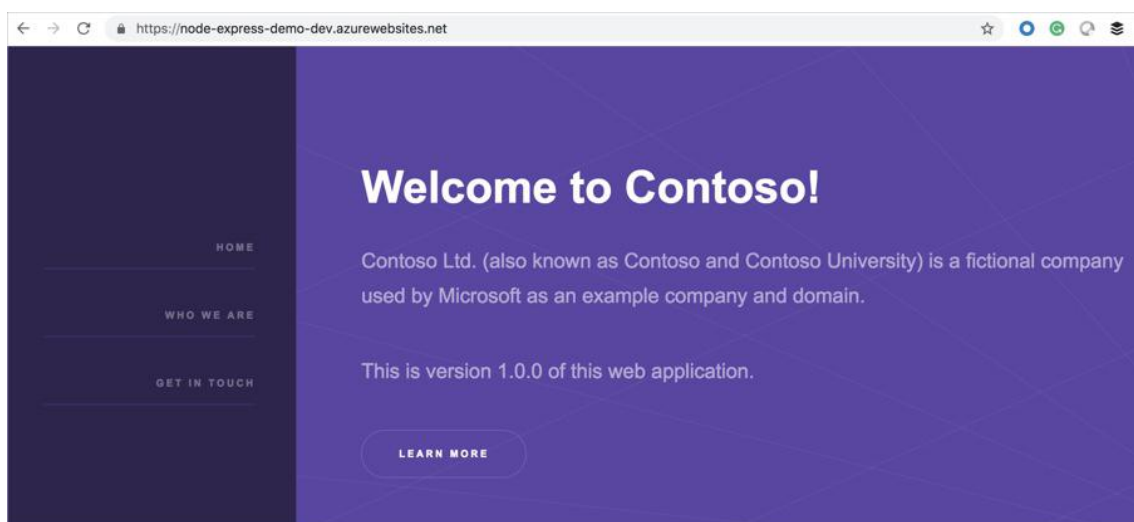 https://node-express-demo-dev.azurewebsites.net
HOME
WHO WE ARE
GET IN TOUCH
Welcome to Contoso!
Contoso Ltd. (also known as Contoso and Contoso University) is a fictional company
used by Microsoft as an example company and domain.
This is version 1.0.0 of this web application.
LEARN MORE